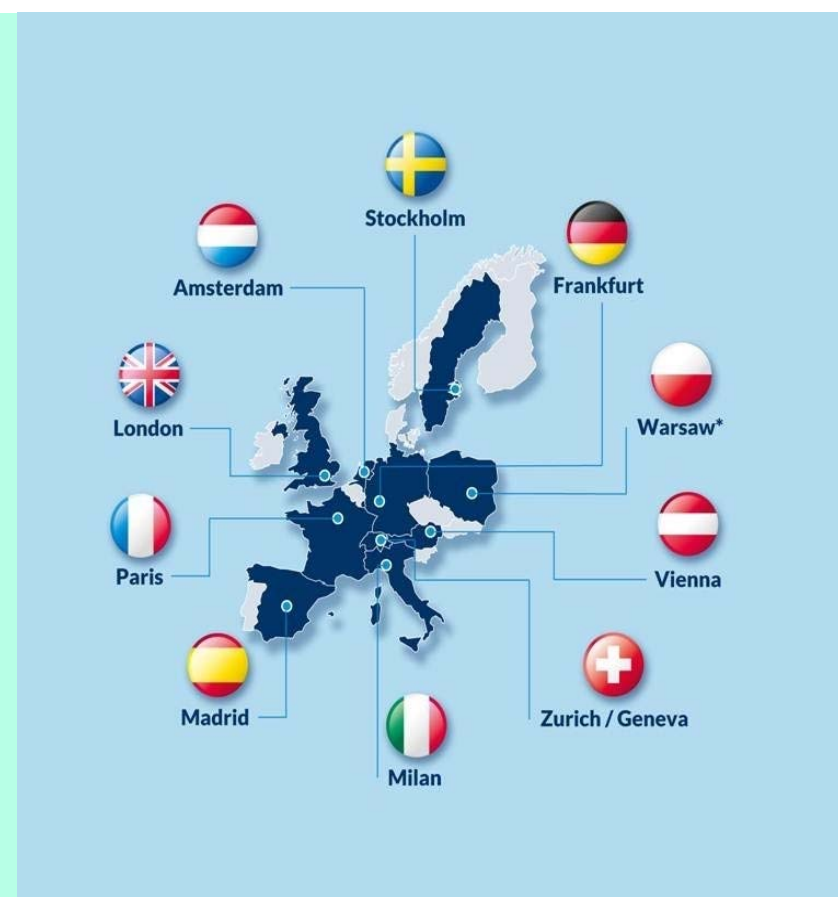 Stockholm
Amsterdam
Frankfurt
London
Warsaw*
Paris
Vienna
Madrid
Zurich / Geneva
Milan